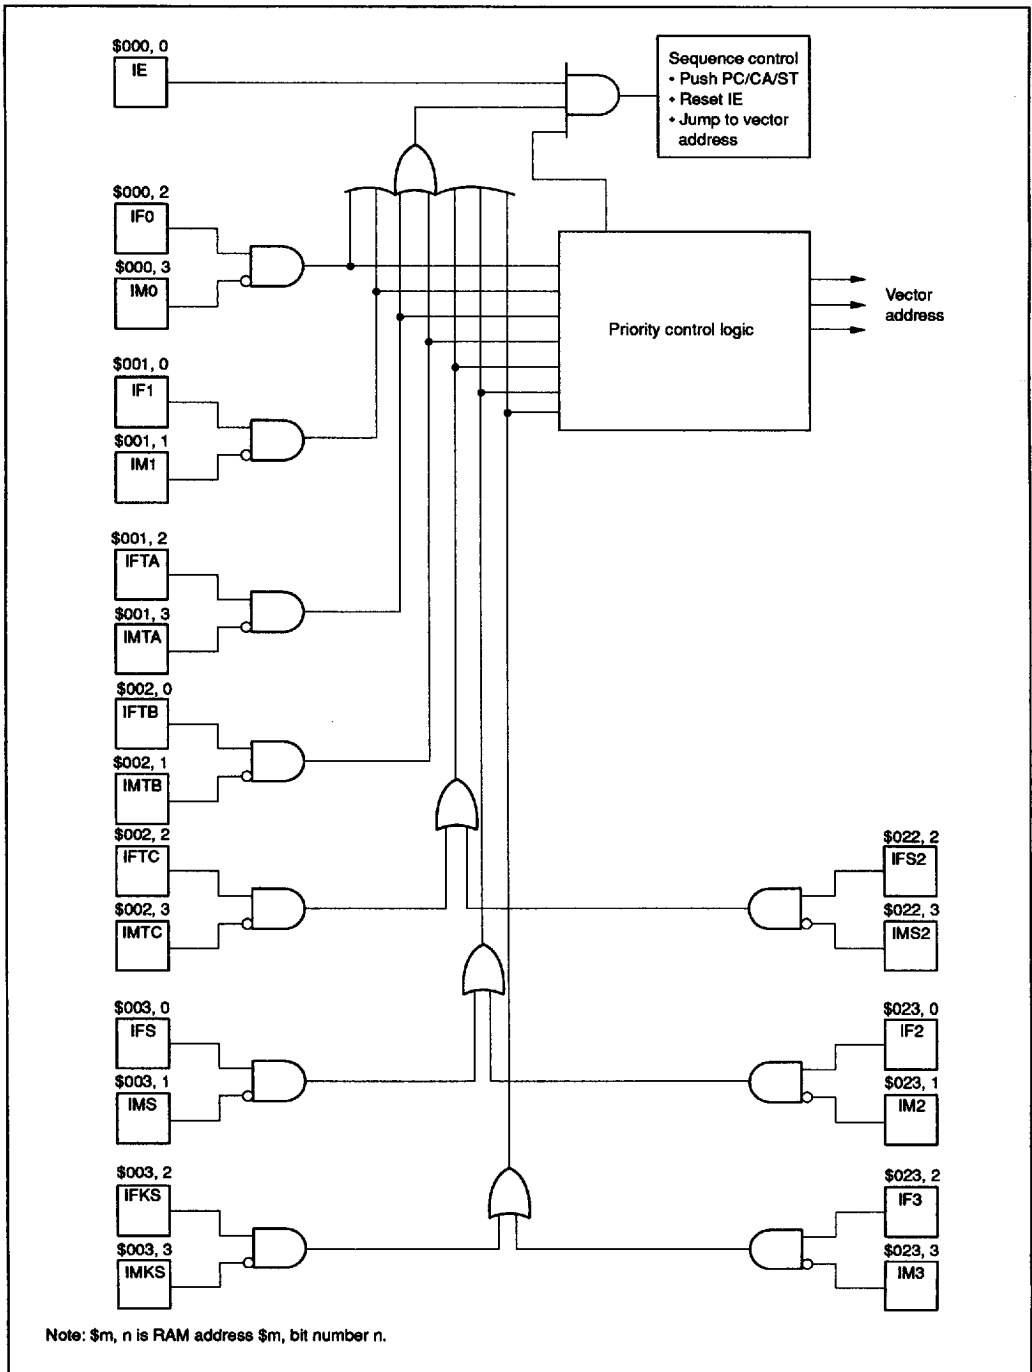 $000, 0
IE
Sequence control
• Push PC/CA/ST
• Reset IE
• Jump to vector
address
$000, 2
IF0
$000, 3
IM0
Priority control logic
Vector
address
$001, 0
IF1
$001, 1
IM1
$001, 2
IFTA
$001, 3
IMTA
$002, 0
IFTB
$002, 1
IMTB
$002, 2
IFTC
$002, 3
IMTC
$022, 2
IFS2
$022, 3
IMS2
$003, 0
IFS
$003, 1
IMS
$023, 0
IF2
$023, 1
IM2
$003, 2
IFKS
$003, 3
IMKS
$023, 2
IF3
$023, 3
IM3
Note: $m, n is RAM address $m, bit number n.